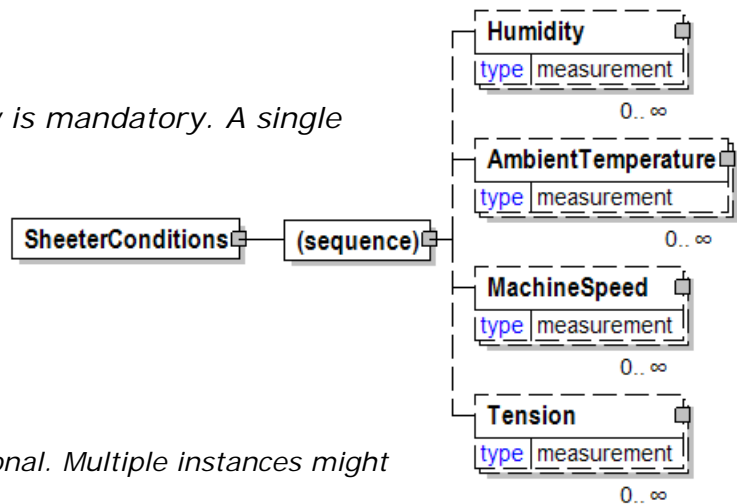 Humidity
type measurement
0.. ∞
y is mandatory. A single
AmbientTemperature
type measurement
0.. ∞
SheeterConditions
(sequence)
MachineSpeed
type measurement
0.. ∞
Tension
type measurement
onal. Multiple instances might
0.. ∞